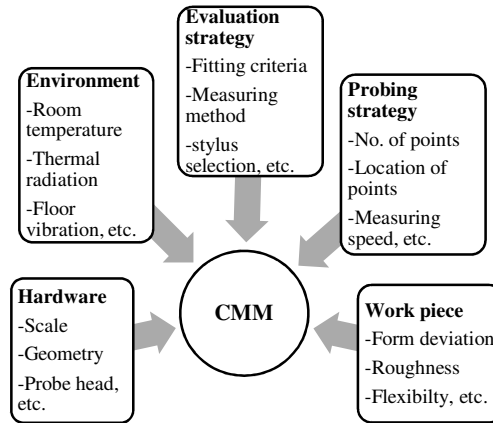 Evaluation
strategy
-Fitting criteria
-Measuring
method
-stylus
selection, etc.
Environment
-Room
temperature
-Thermal
radiation
-Floor
vibration, etc.
Probing
strategy
-No. of points
-Location of
points
-Measuring
speed, etc.
Hardware
-Scale
-Geometry
-Probe head,
etc.
CMM
Work piece
-Form deviation
-Roughness
-Flexibilty, etc.